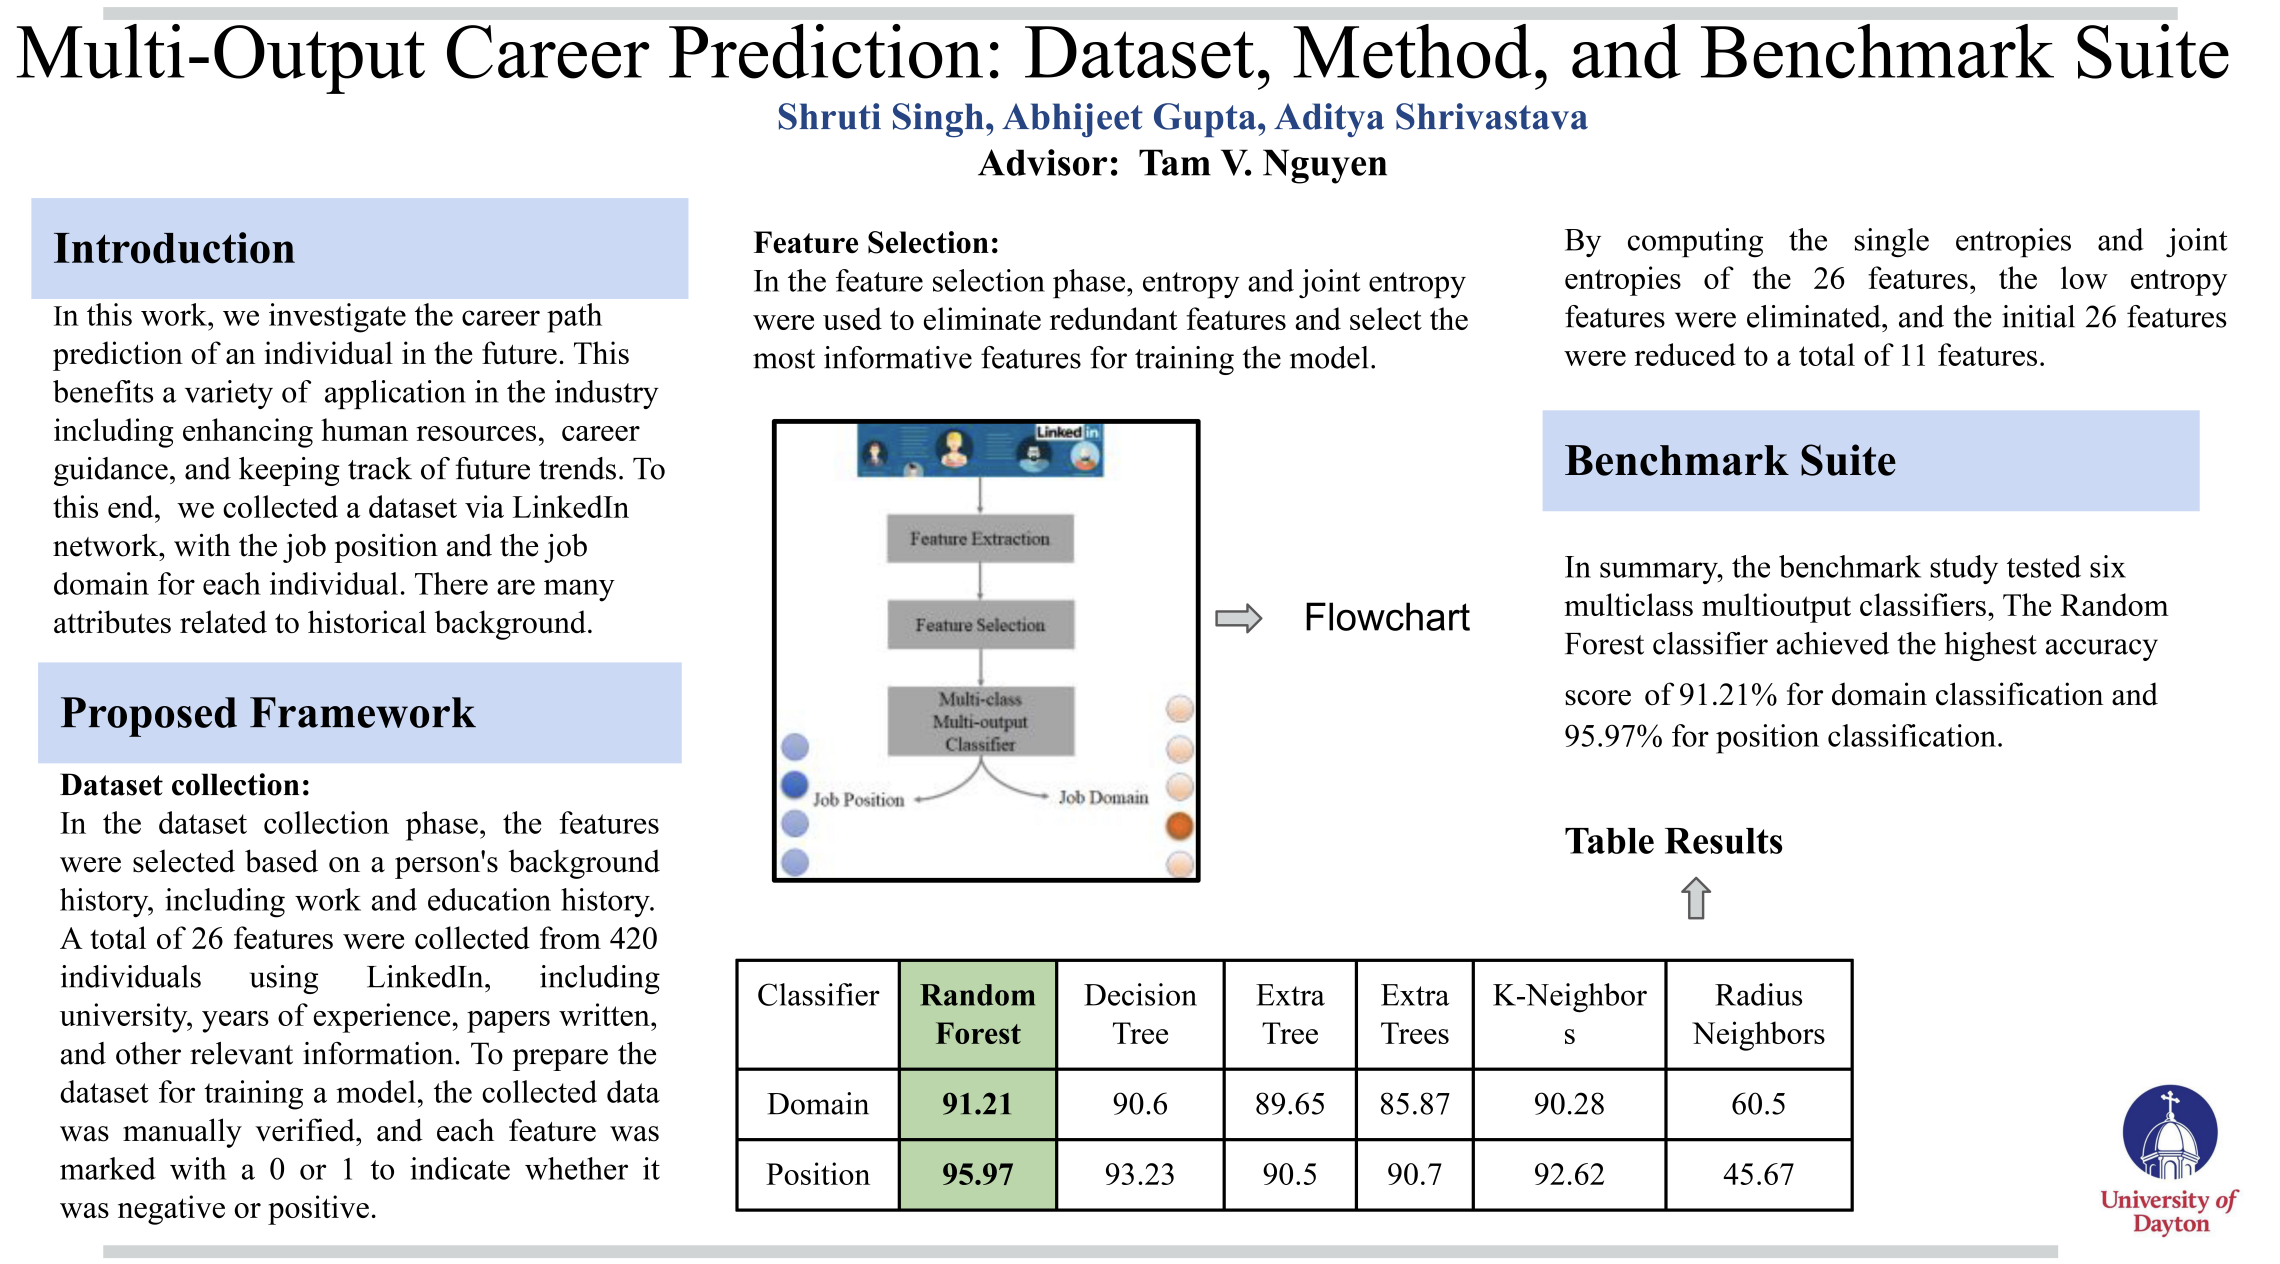 Multi-Output Career Prediction: Dataset, Method, and Benchmark Suite
Shruti Singh, Abhijeet Gupta, Aditya Shrivastava
Advisor: Tam V. Nguyen
Introduction
In this work, we investigate the career path
prediction of an individual in the future. This
benefits a variety of application in the industry
including enhancing human resources, career
guidance, and keeping track of future trends. To
this end, we collected a dataset via LinkedIn
network, with the job position and the job
domain for each individual. There are many
attributes related to historical background.
Proposed Framework
Dataset collection:
In the dataset collection phase, the features
were selected based on a person's background
history, including work and education history.
A total of 26 features were collected from 420
individuals using LinkedIn, including
university, years of experience, papers written,
and other relevant information. To prepare the
dataset for training a model, the collected data
was manually verified, and each feature was
marked with a 0 or 1 to indicate whether it
was negative or positive.
Feature Selection:
In the feature selection phase, entropy and joint entropy
were used to eliminate redundant features and select the
most informative features for training the model.
Linked in
Feature Extraction
Feature Selection
Multi-class
Multi-output
Classifier
Job Position
Job Domain
Flowchart
By computing the single entropies and joint
entropies of the 26 features, the low entropy
features were eliminated, and the initial 26 features
were reduced to a total of 11 features.
Benchmark Suite
In summary, the benchmark study tested six
multiclass multioutput classifiers, The Random
Forest classifier achieved the highest accuracy
score of 91.21% for domain classification and
95.97% for position classification.
Table Results
Classifier Random Forest Decision Tree Extra Tree Extra Trees K-Neighbors Radius Neighbors
Domain 91.21 90.6 89.65 85.87 90.28 60.5
Position 95.97 93.23 90.5 90.7 92.62 45.67
University of
Dayton